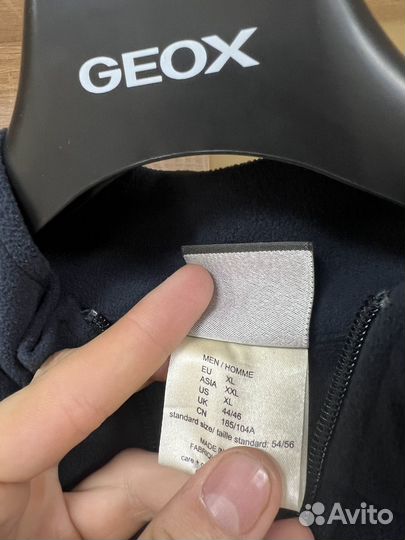 GEOX
MEN / HOMME
EU XL
ASIA XXL
US XL
UK 44/46
CN 185/104A
standard size/ taille standard: 54/56
MADE IN
FABRIQU
care
Avito